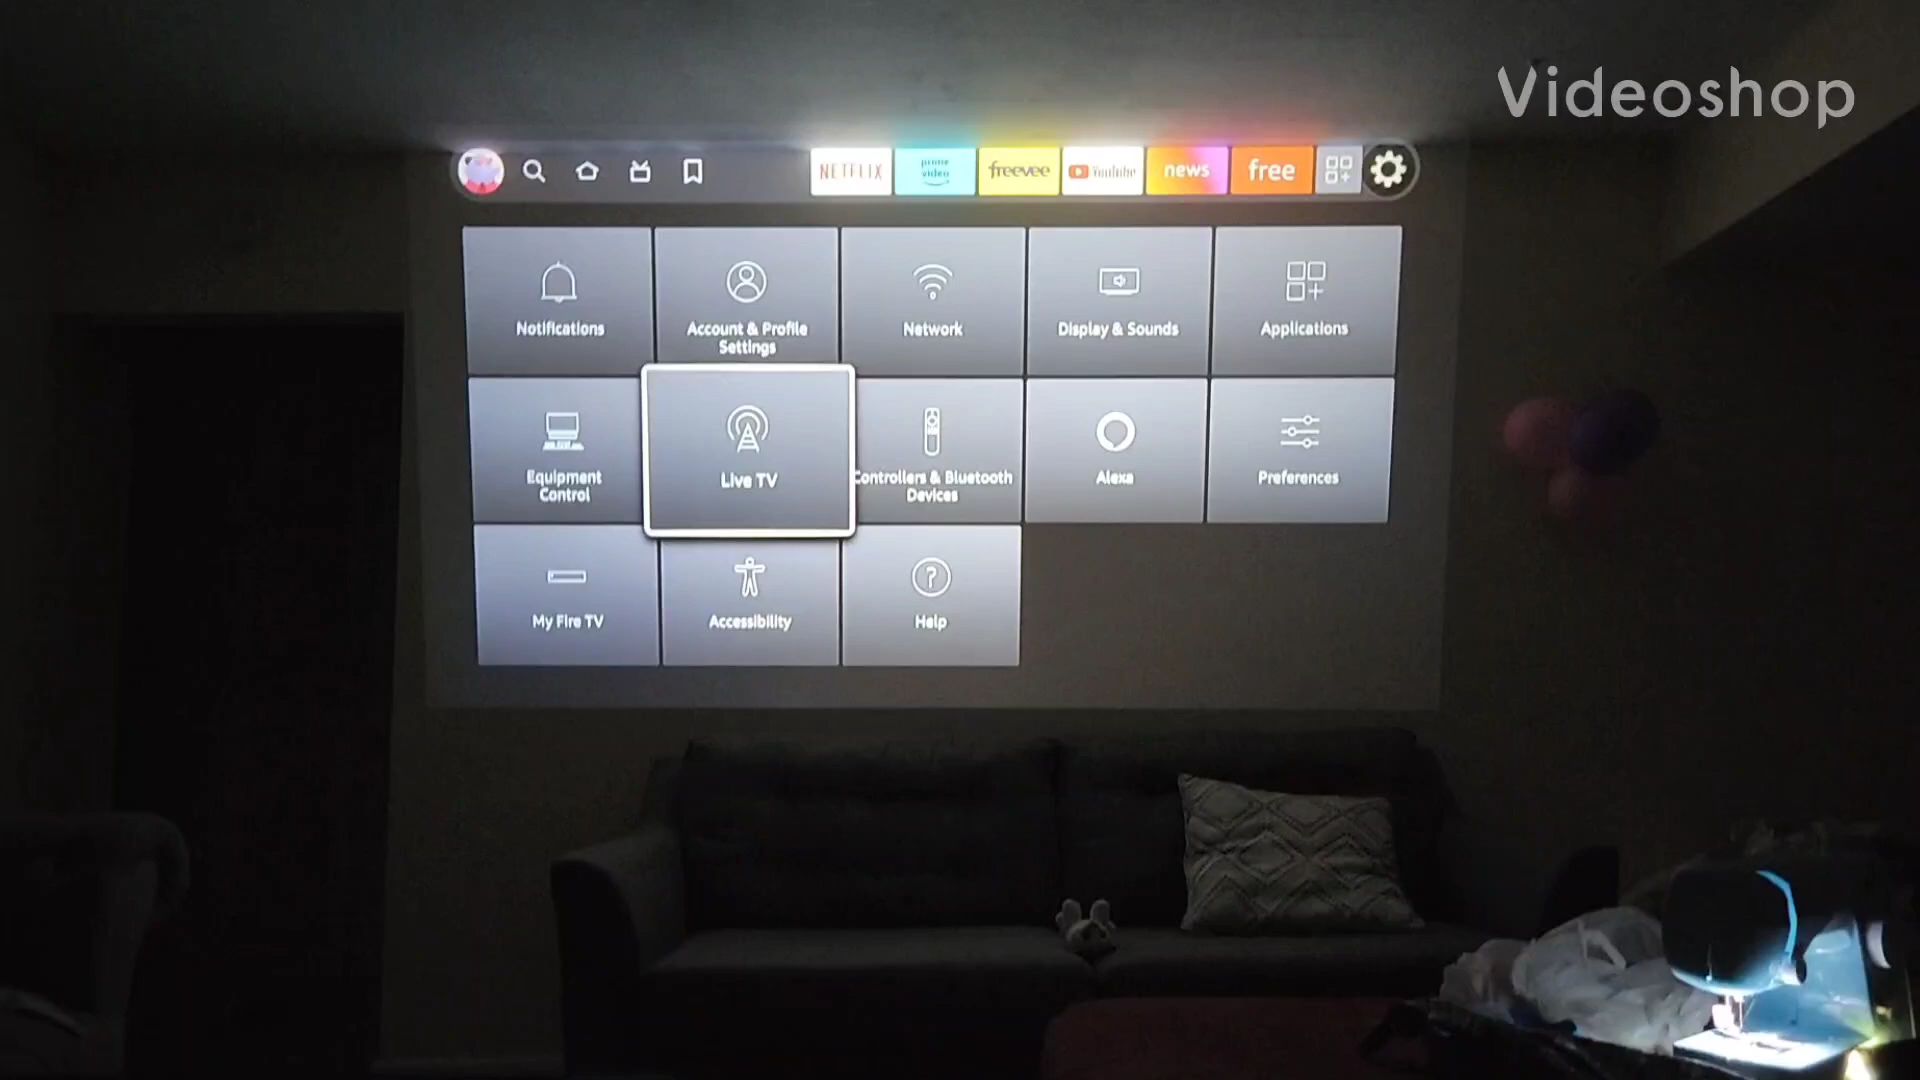 Videoshop
NETFLIX
prime
video
freevee
YouTube
news
free
Notifications
Account & Profile
Settings
Network
Display & Sounds
Applications
Equipment
Control
Live TV
Controllers & Bluetooth
Devices
Alexa
Preferences
My Fire TV
Accessibility
Help